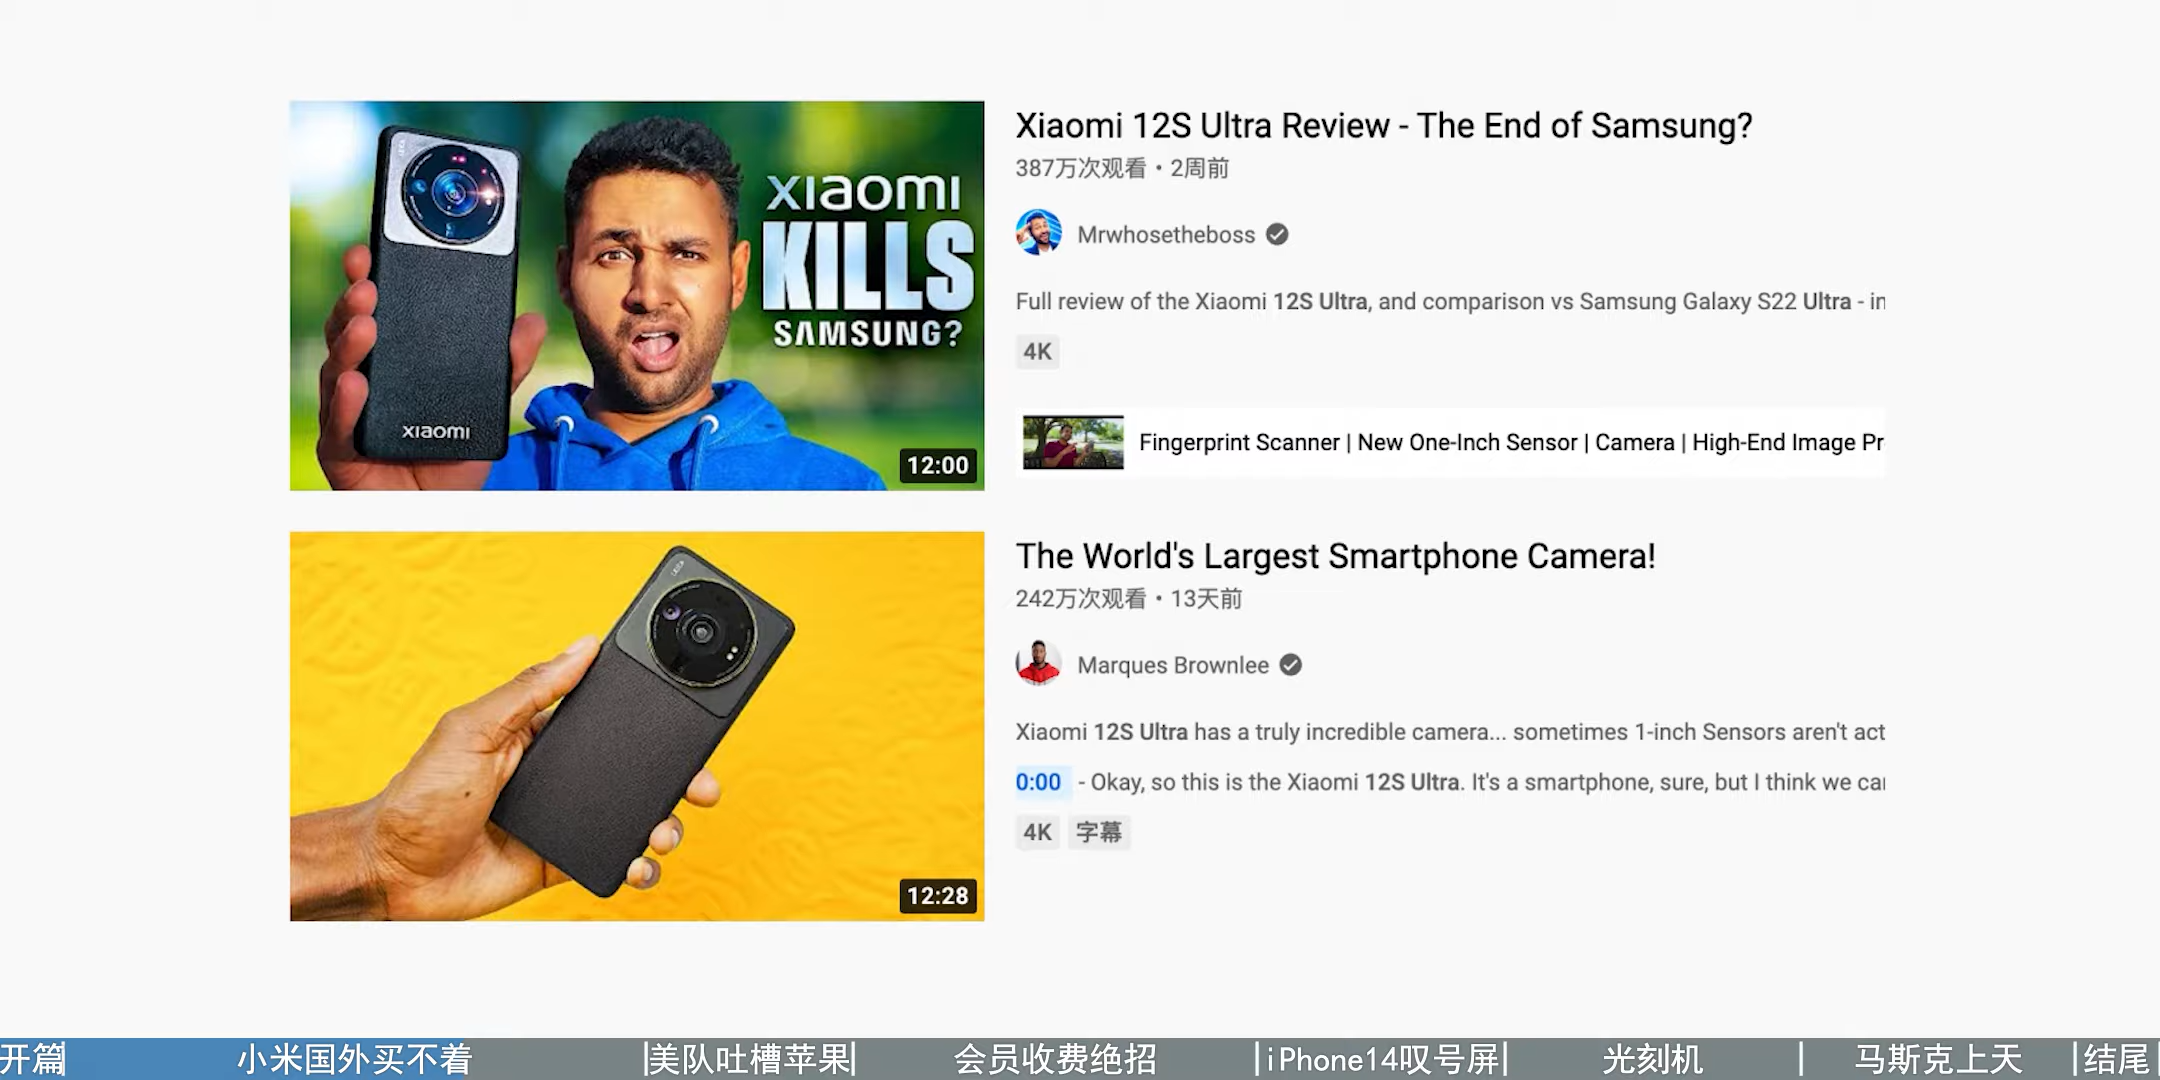 Xiaomi 12S Ultra Review - The End of Samsung?
387万次观看・2周前
Mrwhosetheboss
Full review of the Xiaomi 12S Ultra, and comparison vs Samsung Galaxy S22 Ultra - in
4K
Fingerprint Scanner | New One-Inch Sensor | Camera | High-End Image Pr
xiaomi
KILLS
SAMSUNG?
xiaomi
12:00
The World's Largest Smartphone Camera!
242万次观看・13天前
Marques Brownlee
Xiaomi 12S Ultra has a truly incredible camera... sometimes 1-inch Sensors aren't act
0:00 - Okay, so this is the Xiaomi 12S Ultra. It's a smartphone, sure, but I think we car
4K 字幕
LEICA
12:28
开篇| 小米国外买不着 |美队吐槽苹果| 会员收费绝招 |iPhone14叹号屏| 光刻机 | 马斯克上天 |结尾|